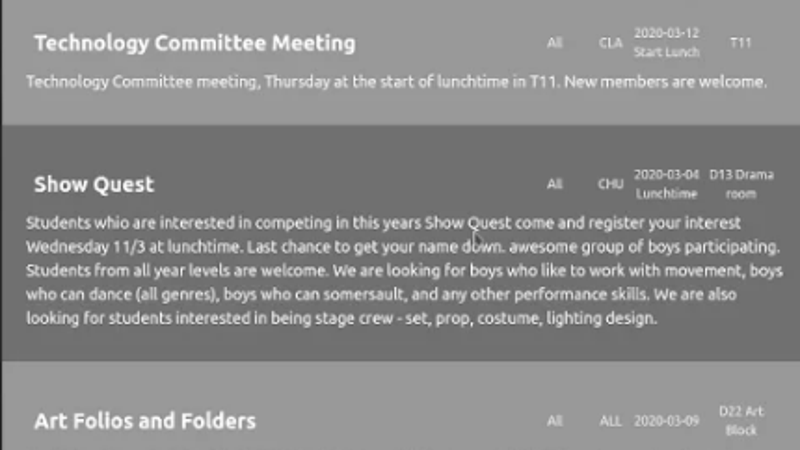 Technology Committee Meeting All CLA 2020-03-12 Start Lunch T11
Technology Committee meeting, Thursday at the start of lunchtime in T11. New members are welcome.
Show Quest All CHU 2020-03-04 Lunchtime D13 Drama room
Students whio are interested in competing in this years Show Quest come and register your interest
Wednesday 11/3 at lunchtime. Last chance to get your name down. awesome group of boys participating.
Students from all year levels are welcome. We are looking for boys who like to work with movement, boys
who can dance (all genres), boys who can somersault, and any other performance skills. We are also
looking for students interested in being stage crew - set, prop, costume, lighting design.
Art Folios and Folders All ALL 2020-03-09 D22 Art Block